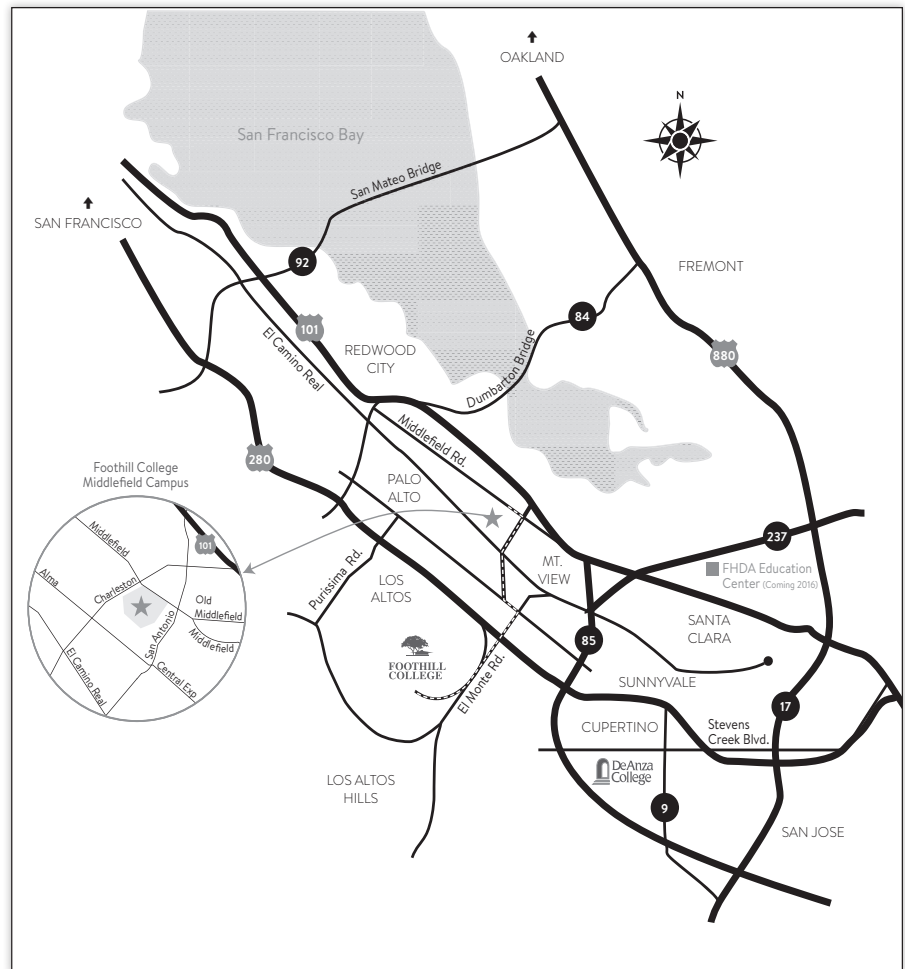 OAKLAND
N
San Francisco Bay
San Mateo Bridge
SAN FRANCISCO
92
FREMONT
84
101
El Camino Real
REDWOOD
CITY
Dumbarton Bridge
880
Middlefield Rd.
280
Foothill College
Middlefield Campus
PALO
ALTO
101
Middlefield
237
MT.
VIEW
FHDA Education
Center (Coming 2016)
Purissima Rd.
LOS
ALTOS
Alma
Charleston
Old
Middlefield
Middlefield
San Antonio
El Camino Real
Central Exp
SANTA
CLARA
85
FOOTHILL
COLLEGE
El Monte Rd.
SUNNYVALE
17
CUPERTINO
Stevens
Creek Blvd.
DeAnza
College
LOS ALTOS
HILLS
9
SAN JOSE